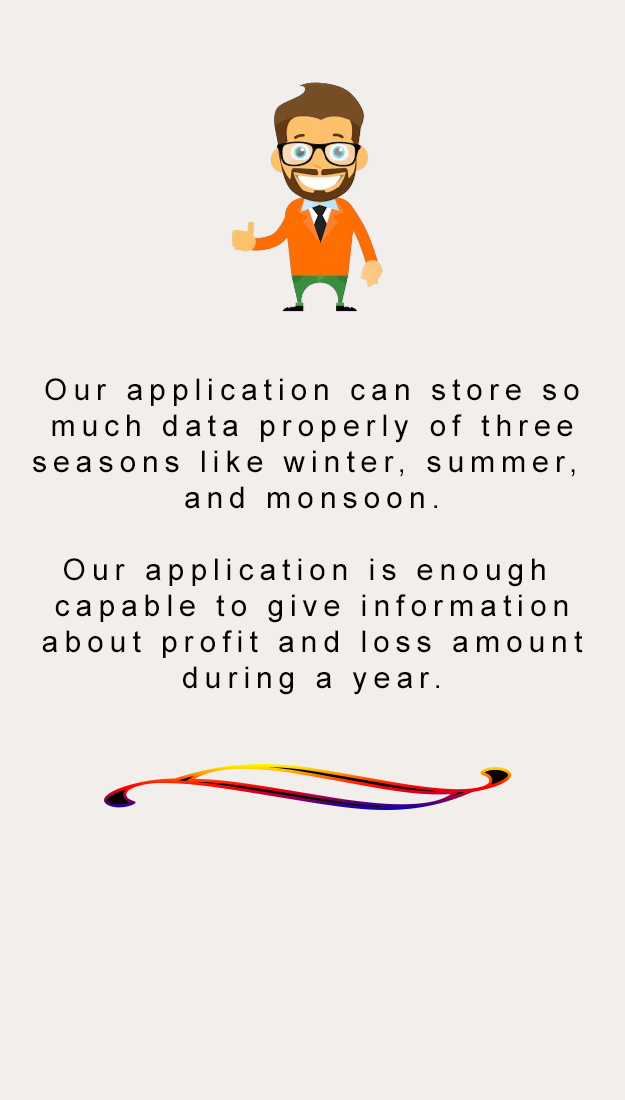 Our application can store so
much data properly of three
seasons like winter, summer,
and monsoon.
Our application is enough
capable to give information
about profit and loss amount
during a year.